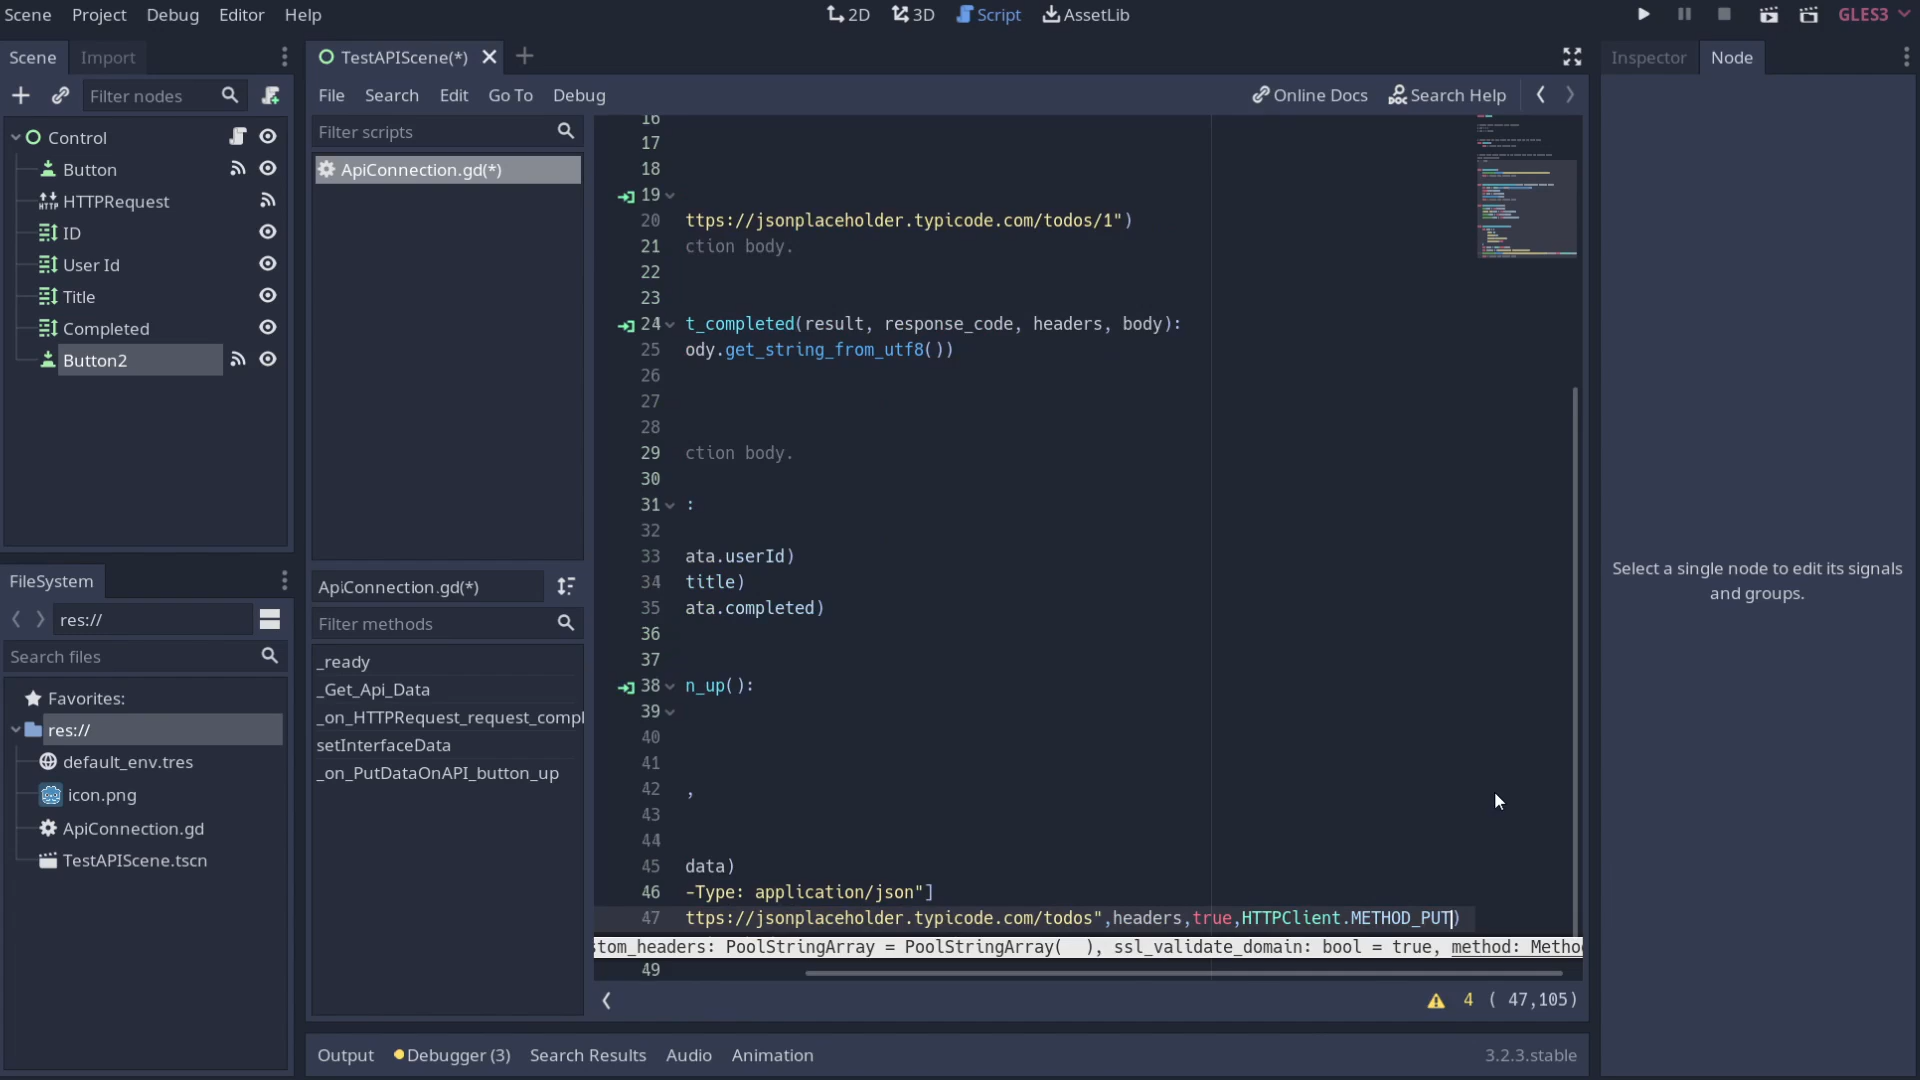 Scene Project Debug Editor Help
2D 3D Script AssetLib
GLES3
Scene Import
Filter nodes
Control
Button
HTTPRequest
ID
User Id
Title
Completed
Button2
FileSystem
res://
Search files
Favorites:
res://
default_env.tres
icon.png
ApiConnection.gd
TestAPIScene.tscn
TestAPIScene(*)
File Search Edit Go To Debug
Online Docs Search Help
Filter scripts
ApiConnection.gd(*)
ApiConnection.gd(*)
Filter methods
_ready
_Get_Api_Data
_on_HTTPRequest_request_compl
setInterfaceData
_on_PutDataOnAPI_button_up
16
17
18
19
20 ttps://jsonplaceholder.typicode.com/todos/1")
21 ction body.
22
23
24 t_completed(result, response_code, headers, body):
25 ody.get_string_from_utf8())
26
27
28
29 ction body.
30
31 :
32
33 ata.userId)
34 title)
35 ata.completed)
36
37
38 n_up():
39
40
41
42 ,
43
44
45 data)
46 -Type: application/json"]
47 ttps://jsonplaceholder.typicode.com/todos",headers,true,HTTPClient.METHOD_PUT)
tom_headers: PoolStringArray = PoolStringArray( ), ssl_validate_domain: bool = true, method: Metho
49
4 ( 47,105)
Output Debugger (3) Search Results Audio Animation
3.2.3.stable
Inspector Node
Select a single node to edit its signals
and groups.